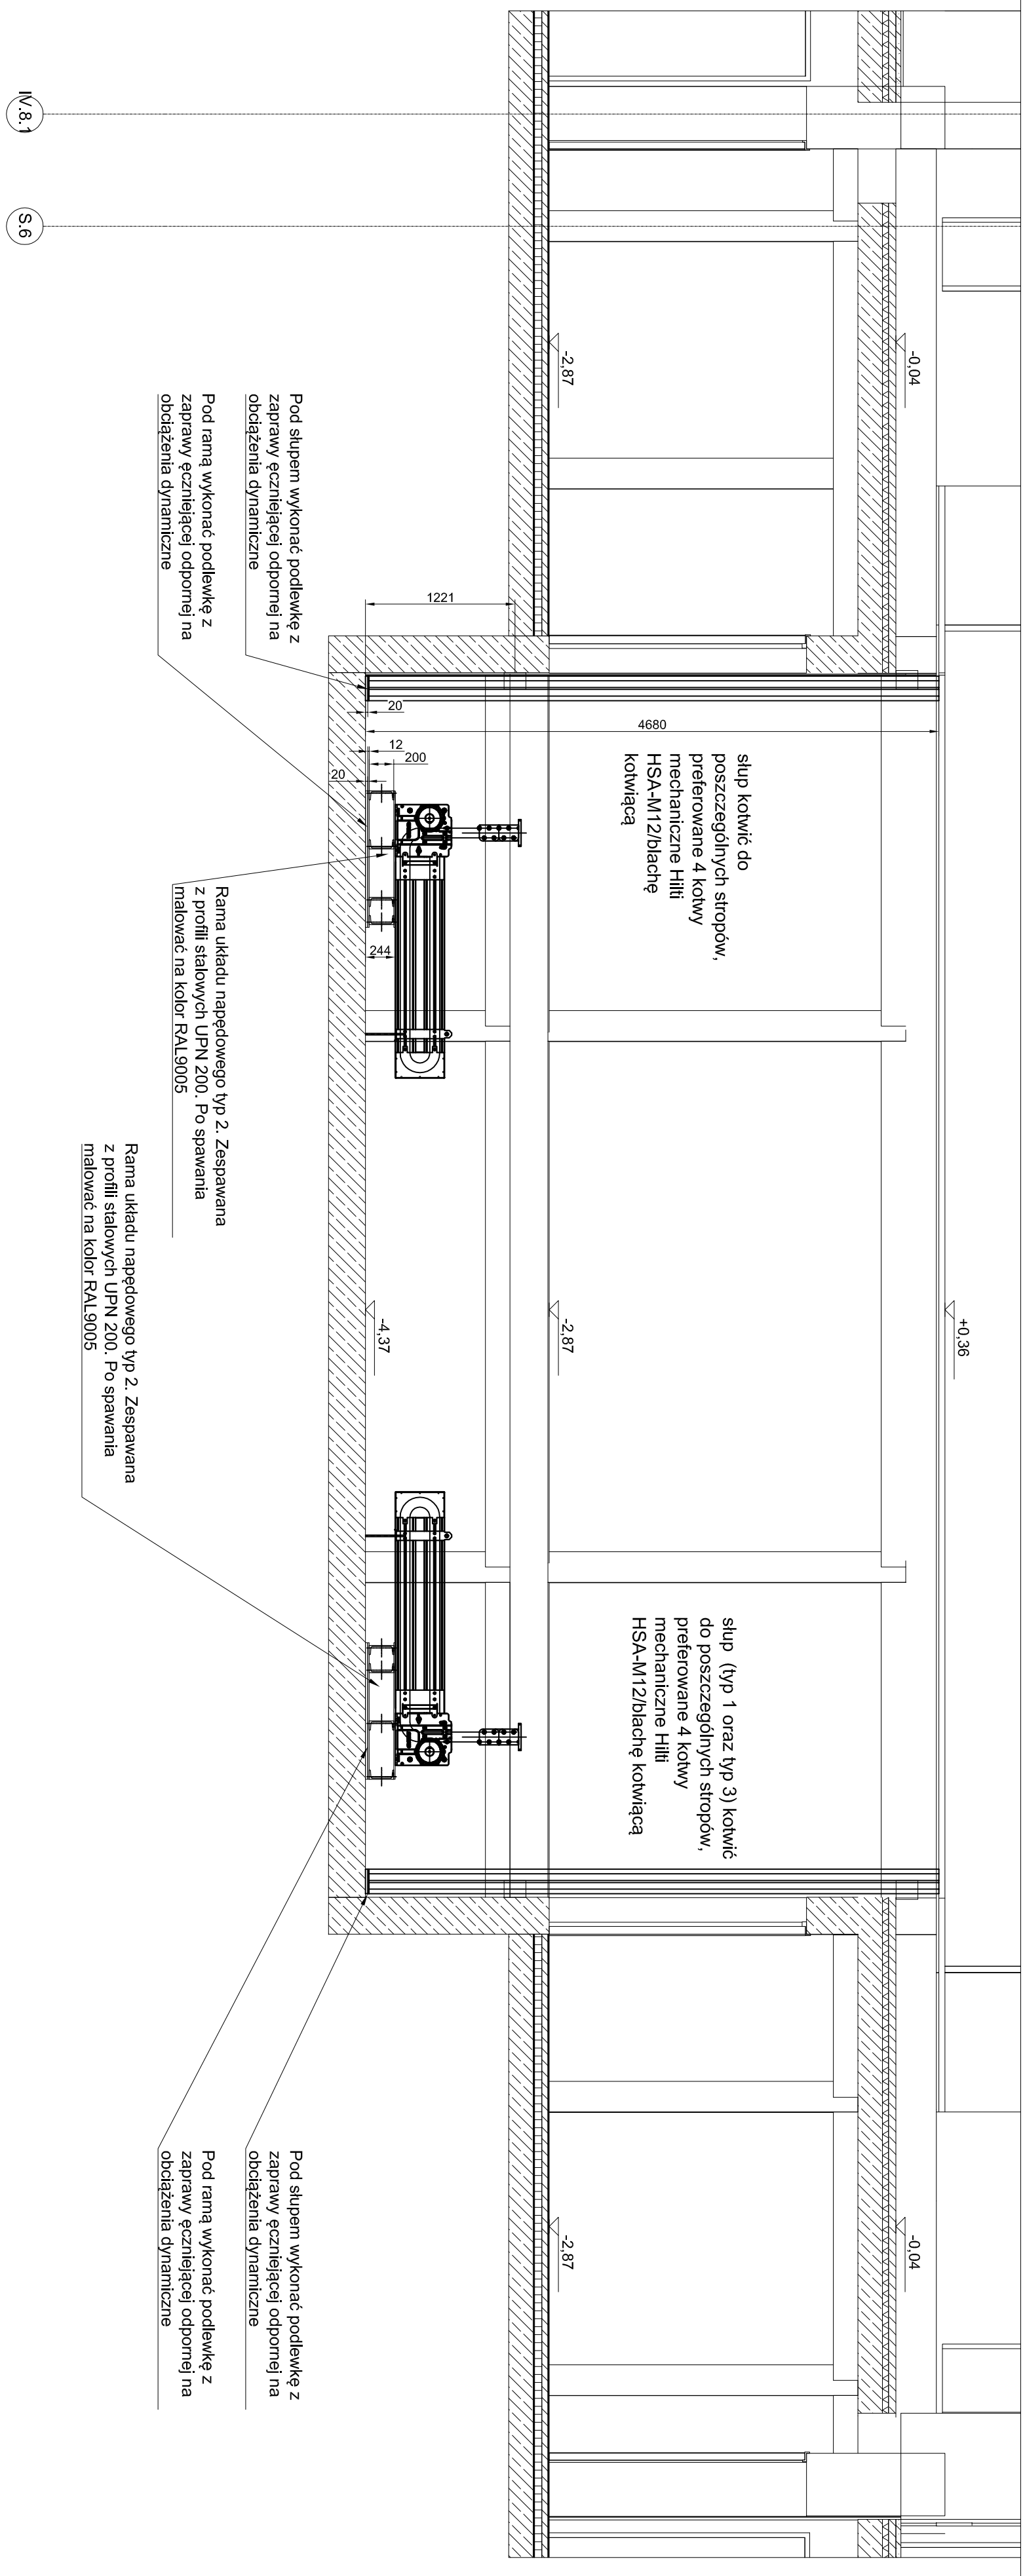 IV.8.1
S.6
-2,87
-0,04
Pod słupem wykonać podlewkę z
zaprawy ęczniejącej odpornej na
obciążenia dynamiczne
Pod ramą wykonać podlewkę z
zaprawy ęczniejącej odpornej na
obciążenia dynamiczne
1221
20
4680
12
200
20
244
słup kotwić do
poszczególnych stropów,
preferowane 4 kotwy
mechaniczne Hilti
HSA-M12/blachę
kotwiącą
Rama układu napędowego typ 2. Zespawana
z profili stalowych UPN 200. Po spawania
malować na kolor RAL9005
Rama układu napędowego typ 2. Zespawana
z profili stalowych UPN 200. Po spawania
malować na kolor RAL9005
+0,36
-2,87
-4,37
słup (typ 1 oraz typ 3) kotwić
do poszczególnych stropów,
preferowane 4 kotwy
mechaniczne Hilti
HSA-M12/blachę kotwiącą
Pod słupem wykonać podlewkę z
zaprawy ęczniejącej odpornej na
obciążenia dynamiczne
Pod ramą wykonać podlewkę z
zaprawy ęczniejącej odpornej na
obciążenia dynamiczne
-0,04
-2,87